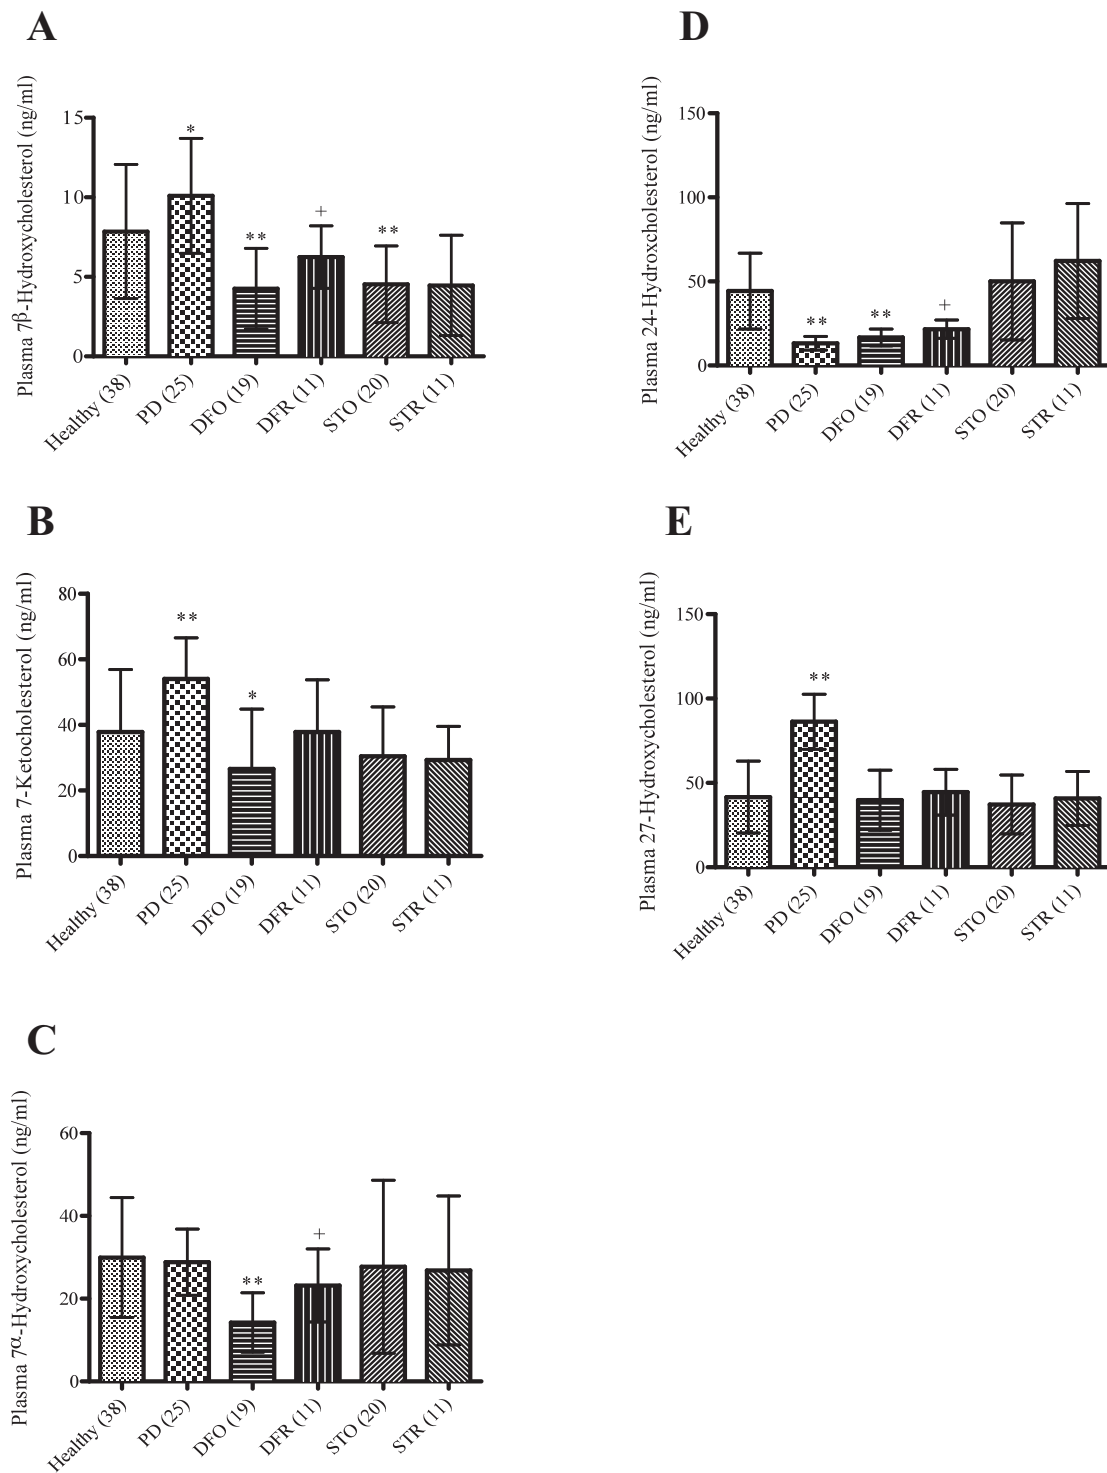 A
Plasma 7β-Hydroxycholesterol (ng/ml)
15
10
5
0
*
**
+
**
Healthy (38)
PD (25)
DFO (19)
DFR (11)
STO (20)
STR (11)
D
Plasma 24-Hydroxcholesterol (ng/ml)
150
100
50
0
**
**
+
Healthy (38)
PD (25)
DFO (19)
DFR (11)
STO (20)
STR (11)
B
Plasma 7-Ketocholesterol (ng/ml)
80
60
40
20
0
**
*
Healthy (38)
PD (25)
DFO (19)
DFR (11)
STO (20)
STR (11)
E
Plasma 27-Hydroxycholesterol (ng/ml)
150
100
50
0
**
Healthy (38)
PD (25)
DFO (19)
DFR (11)
STO (20)
STR (11)
C
Plasma 7α-Hydroxycholesterol (ng/ml)
60
40
20
0
**
+
Healthy (38)
PD (25)
DFO (19)
DFR (11)
STO (20)
STR (11)